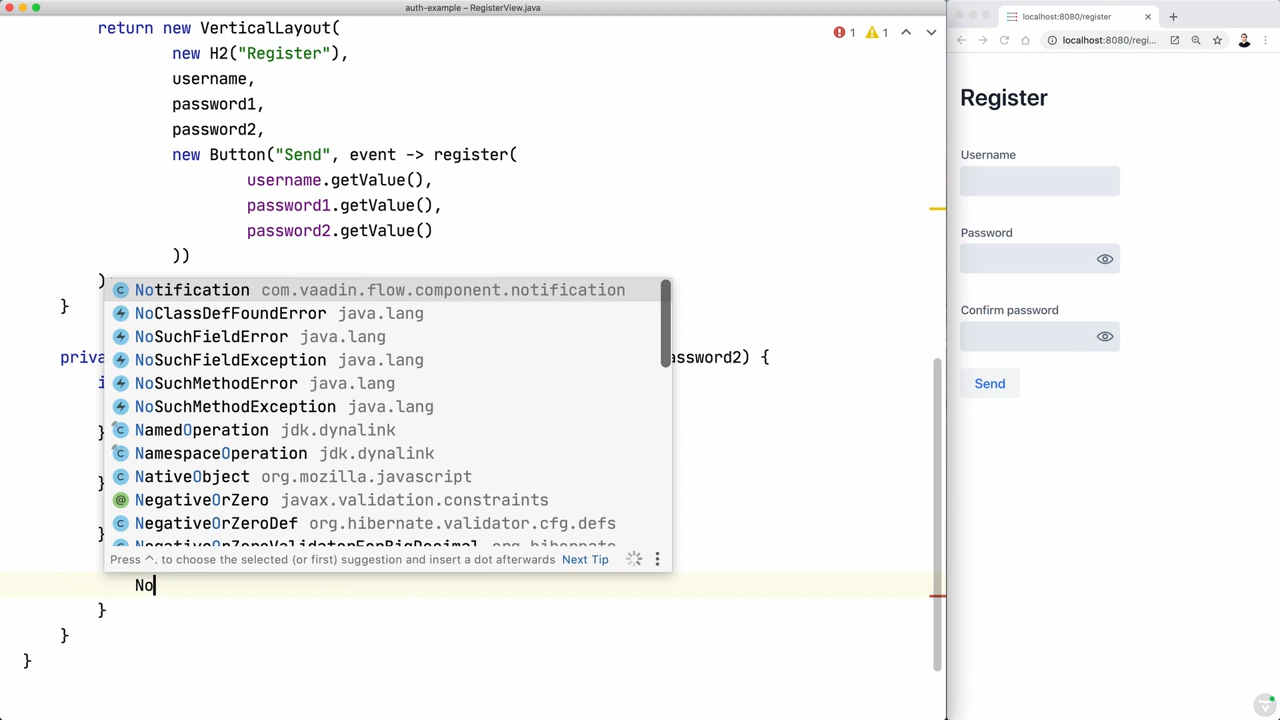 auth-example – RegisterView.java
return new VerticalLayout(
new H2("Register"),
username,
password1,
password2,
new Button("Send", event -> register(
username.getValue(),
password1.getValue(),
password2.getValue()
))
)
}
assword2) {
}
}
}
No
}
}
}
1 1
Notification com.vaadin.flow.component.notification
NoClassDefFoundError java.lang
NoSuchFieldError java.lang
NoSuchFieldException java.lang
NoSuchMethodError java.lang
NoSuchMethodException java.lang
NamedOperation jdk.dynalink
NamespaceOperation jdk.dynalink
NativeObject org.mozilla.javascript
NegativeOrZero javax.validation.constraints
NegativeOrZeroDef org.hibernate.validator.cfg.defs
NegativeOrZeroValidatorForBigDecimal org.hibernate
Press ^. to choose the selected (or first) suggestion and insert a dot afterwards Next Tip
localhost:8080/register
localhost:8080/regi...
Register
Username
Password
Confirm password
Send